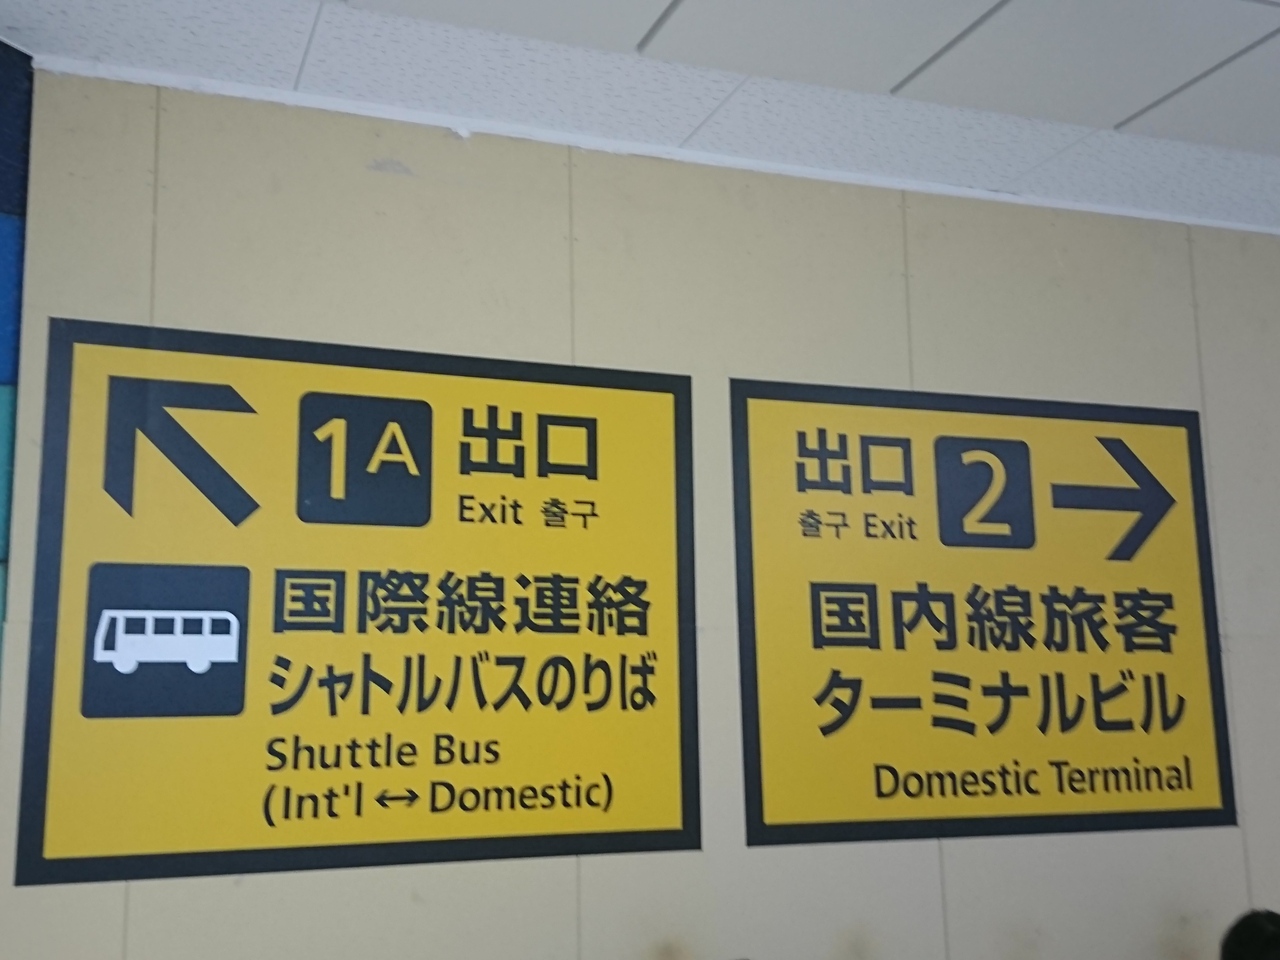 1A 出口
Exit 출구
国際線連絡
シャトルバスのりば
Shuttle Bus
(Int'l ↔ Domestic)
出口 2
출구 Exit
国内線旅客
ターミナルビル
Domestic Terminal